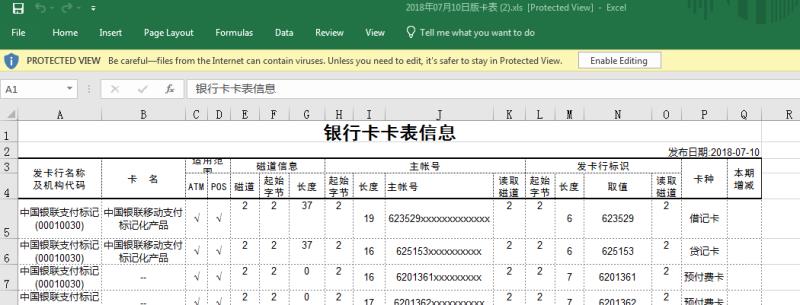 2018年07月10日版卡表 (2).xls [Protected View] - Excel
File Home Insert Page Layout Formulas Data Review View Tell me what you want to do
PROTECTED VIEW Be careful—files from the Internet can contain viruses. Unless you need to edit, it's safer to stay in Protected View. Enable Editing
A1 fx 银行卡卡表信息
A B C D E F G H I J K L M N O P Q R
1 银行卡卡表信息
2 发布日期:2018-07-10
3 发卡行名称 及机构代码 卡 名 适用范围 磁道信息 主帐号 发卡行标识 卡种 本期增减
4 ATM POS 磁道 起始字节 长度 起始字节 长度 主帐号 读取磁道 起始字节 长度 取值 读取磁道
5 中国银联支付标记(00010030) 中国银联移动支付标记化产品 √ √ 2 2 37 2 19 623529xxxxxxxxxxxxx 2 2 6 623529 2 借记卡
6 中国银联支付标记(00010030) 中国银联移动支付标记化产品 √ √ 2 2 37 2 16 625153xxxxxxxxxx 2 2 6 625153 2 贷记卡
7 中国银联支付标记(00010030) -- √ √ 2 2 0 2 16 6201361xxxxxxxxx 2 2 7 6201361 2 预付费卡
中国银联支付标记 √ √ 2 2 0 2 17 6201362xxxxxxxxxx 2 2 7 6201362 2 预付费卡